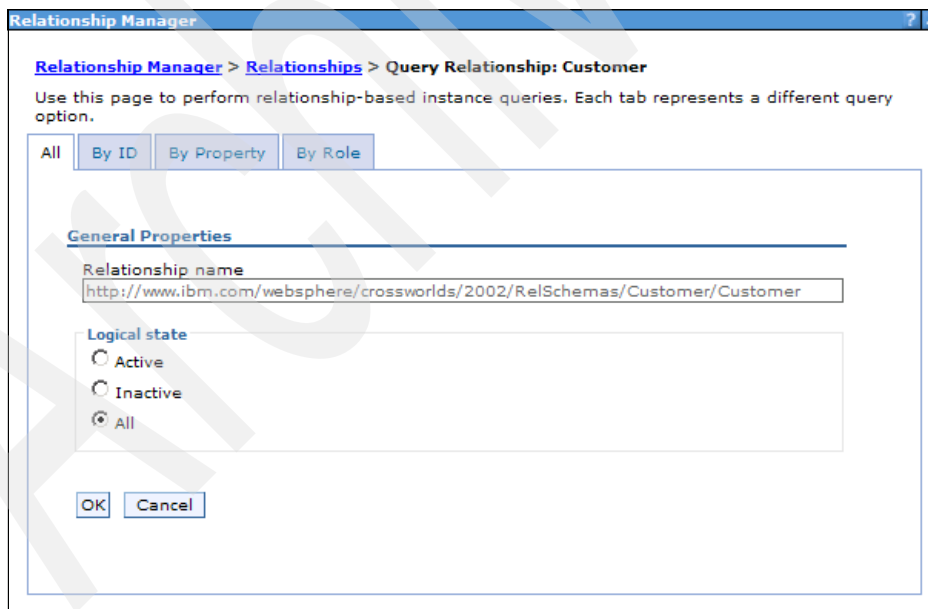 Relationship Manager ?
Relationship Manager > Relationships > Query Relationship: Customer
Use this page to perform relationship-based instance queries. Each tab represents a different query
option.
All By ID By Property By Role
General Properties
Relationship name
http://www.ibm.com/websphere/crossworlds/2002/RelSchemas/Customer/Customer
Logical state
Active
Inactive
All
OK Cancel